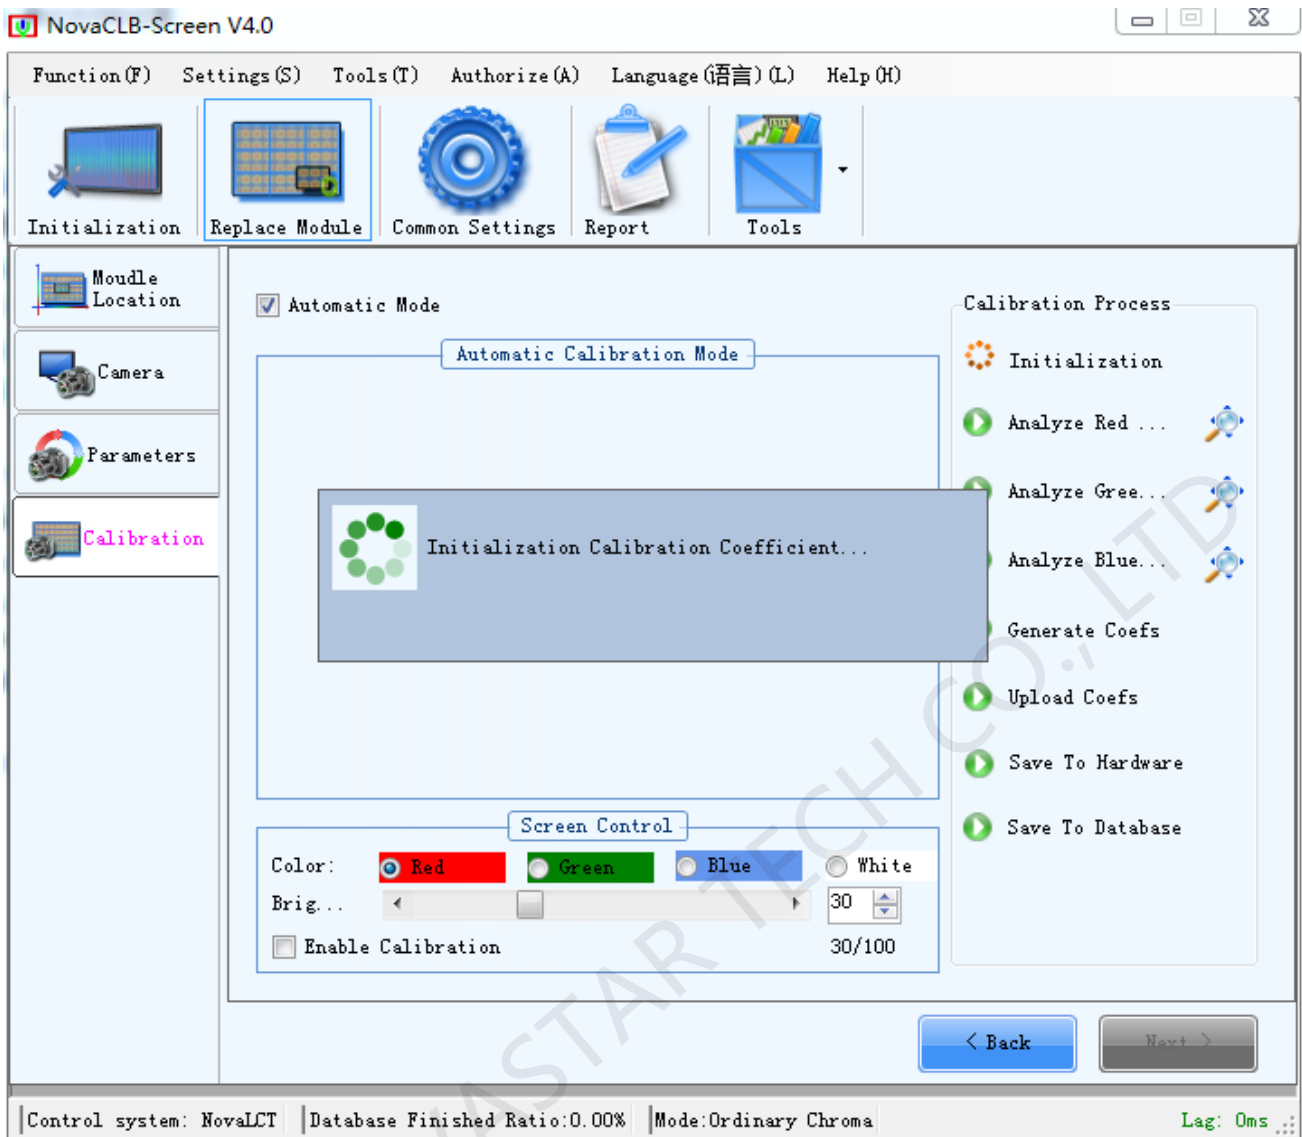 NovaCLB-Screen V4.0
Function(F) Settings(S) Tools(T) Authorize(A) Language(语言)(L) Help(H)
Initialization Replace Module Common Settings Report Tools
Moudle
Location
Camera
Parameters
Calibration
Automatic Mode
Automatic Calibration Mode
Initialization Calibration Coefficient...
Screen Control
Color: Red Green Blue White
Brig... 30
Enable Calibration 30/100
Calibration Process
Initialization
Analyze Red ...
Analyze Gree...
Analyze Blue...
Generate Coefs
Upload Coefs
Save To Hardware
Save To Database
< Back Next >
Control system: NovaLCT Database Finished Ratio:0.00% Mode:Ordinary Chroma Lag: 0ms
VASTAR TECH CO., LTD